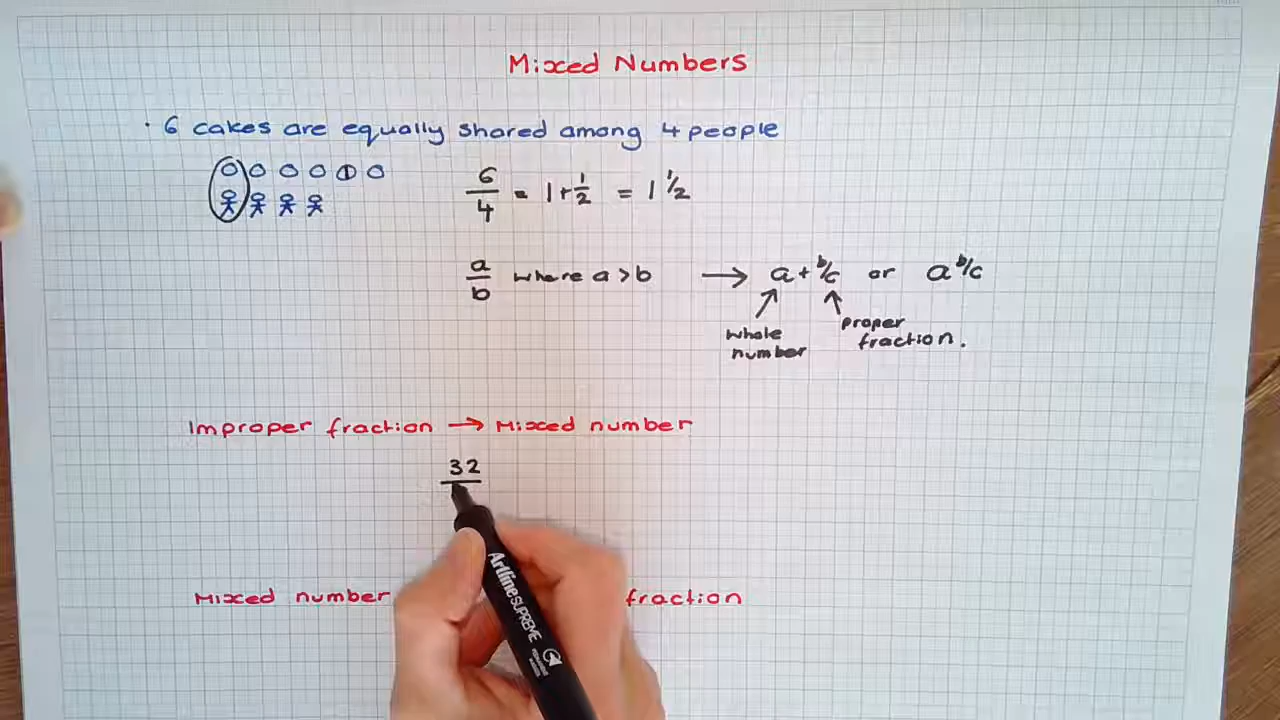 Mixed Numbers
· 6 cakes are equally shared among 4 people
6/4 = 1+1/2 = 1 1/2
a/b where a>b → a+b/c or a b/c
whole number
proper fraction.
Improper fraction → Mixed number
32
Mixed number fraction
Artline SUPREME